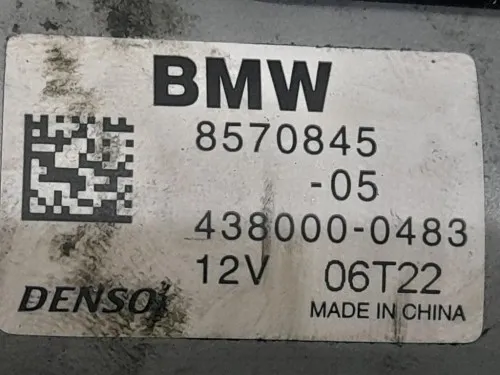 BMW
8570845
-05
438000-0483
12V 06T22
DENSO
MADE IN CHINA